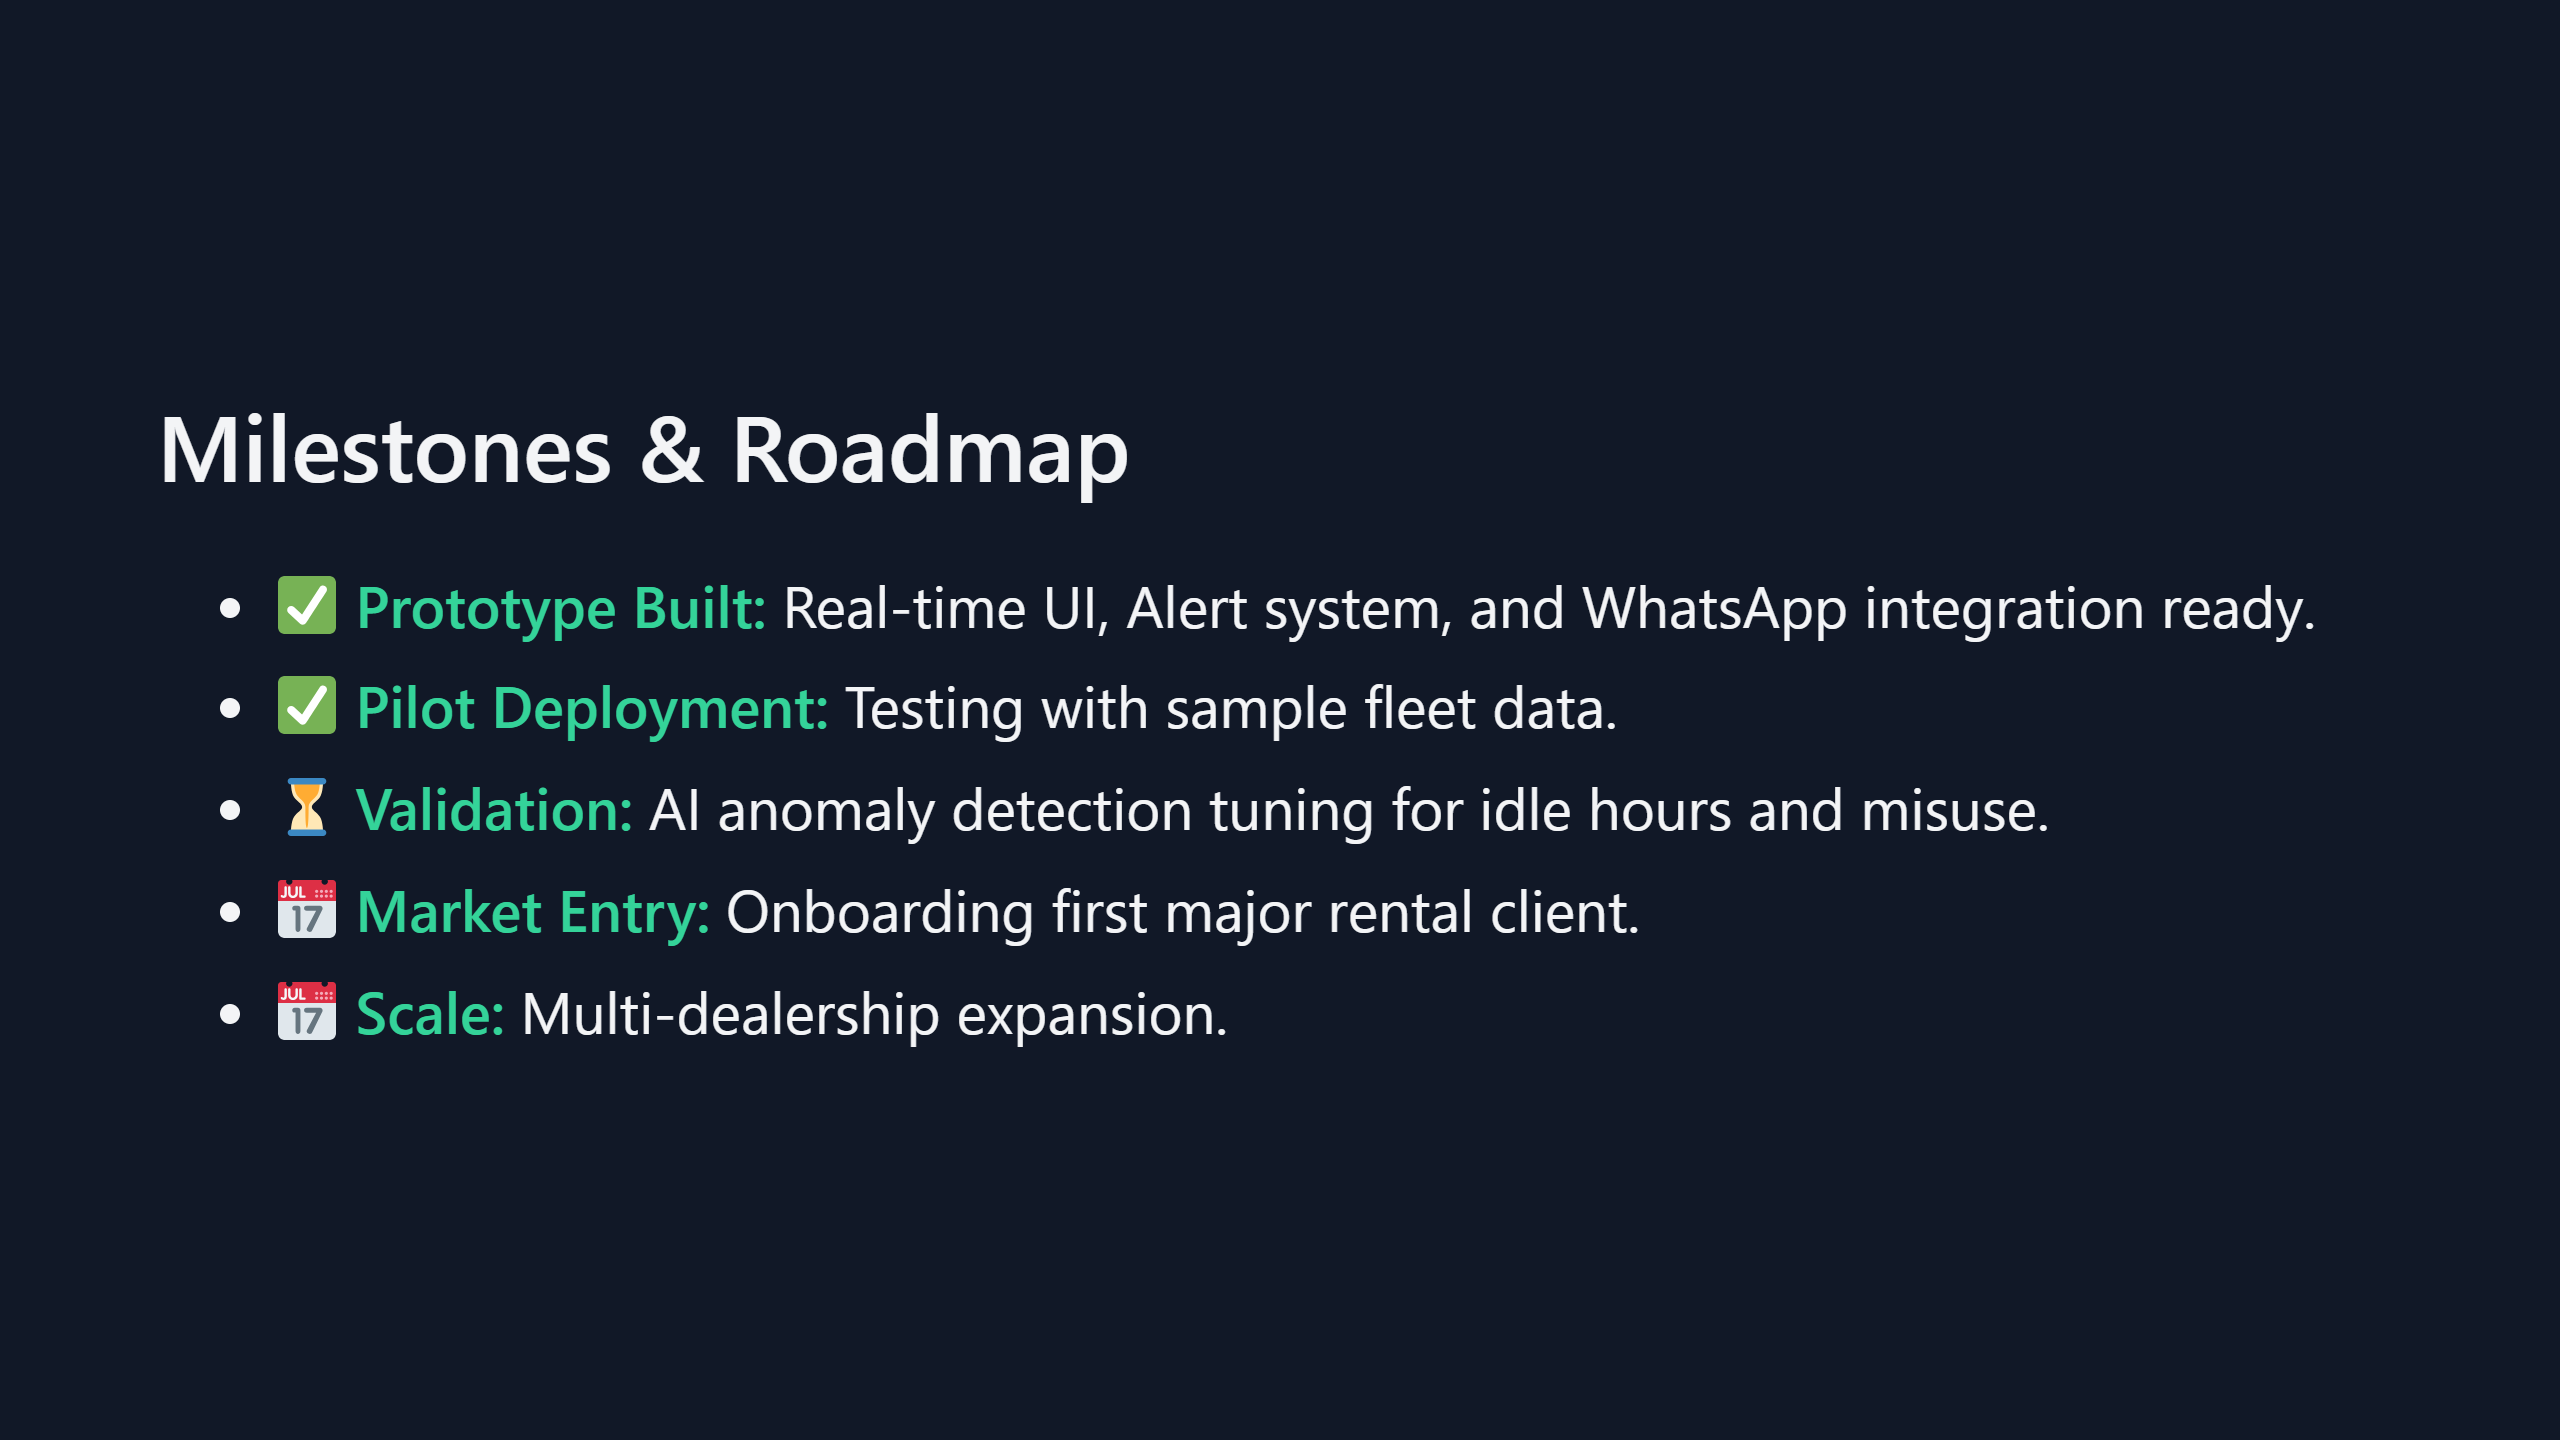 Milestones & Roadmap
• ✅ Prototype Built: Real-time UI, Alert system, and WhatsApp integration ready.
• ✅ Pilot Deployment: Testing with sample fleet data.
• ⏳ Validation: AI anomaly detection tuning for idle hours and misuse.
• 📅 Market Entry: Onboarding first major rental client.
• 📅 Scale: Multi-dealership expansion.